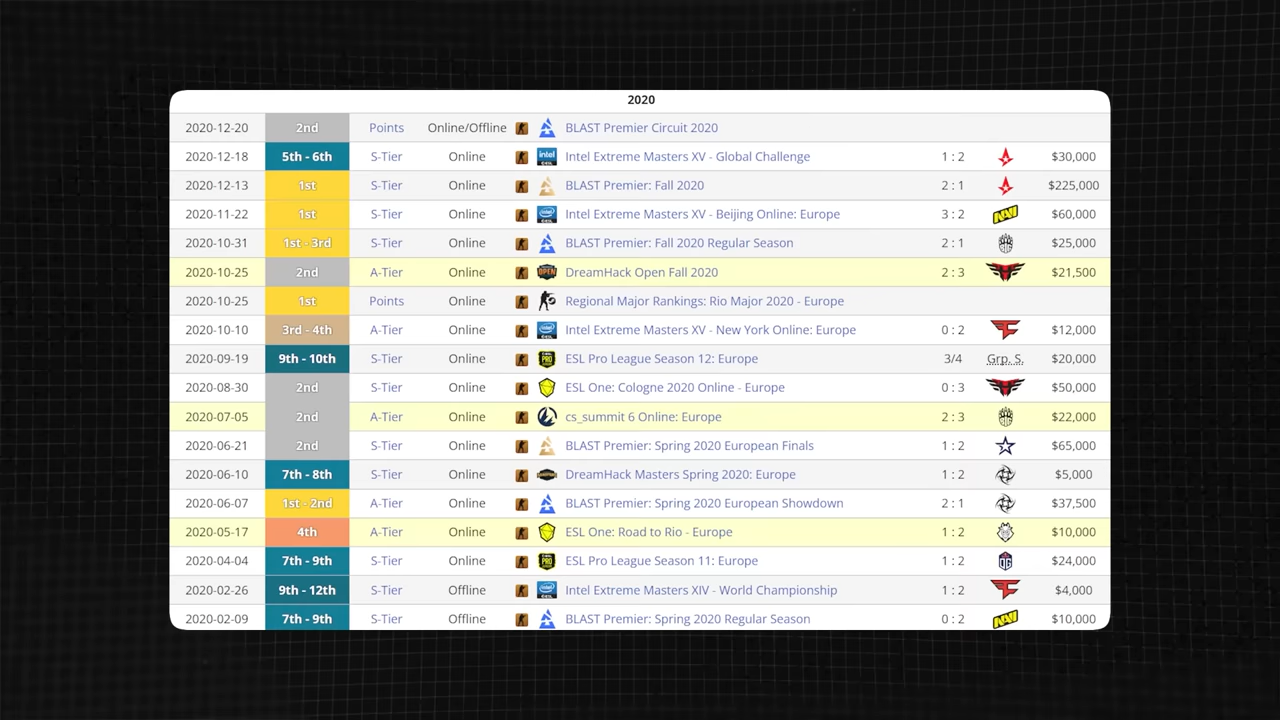 2020
2020-12-20 2nd Points Online/Offline BLAST Premier Circuit 2020
2020-12-18 5th - 6th S-Tier Online intel Intel Extreme Masters XV - Global Challenge 1 : 2 $30,000
2020-12-13 1st S-Tier Online BLAST Premier: Fall 2020 2 : 1 $225,000
2020-11-22 1st S-Tier Online Intel Extreme Masters XV - Beijing Online: Europe 3 : 2 $60,000
2020-10-31 1st - 3rd S-Tier Online BLAST Premier: Fall 2020 Regular Season 2 : 1 $25,000
2020-10-25 2nd A-Tier Online OPEN DreamHack Open Fall 2020 2 : 3 $21,500
2020-10-25 1st Points Online Regional Major Rankings: Rio Major 2020 - Europe
2020-10-10 3rd - 4th A-Tier Online Intel Extreme Masters XV - New York Online: Europe 0 : 2 $12,000
2020-09-19 9th - 10th S-Tier Online PRO ESL Pro League Season 12: Europe 3/4 Grp. S. $20,000
2020-08-30 2nd S-Tier Online ESL One: Cologne 2020 Online - Europe 0 : 3 $50,000
2020-07-05 2nd A-Tier Online cs_summit 6 Online: Europe 2 : 3 $22,000
2020-06-21 2nd S-Tier Online BLAST Premier: Spring 2020 European Finals 1 : 2 $65,000
2020-06-10 7th - 8th S-Tier Online DreamHack Masters Spring 2020: Europe 1 : 2 $5,000
2020-06-07 1st - 2nd A-Tier Online BLAST Premier: Spring 2020 European Showdown 2 : 1 $37,500
2020-05-17 4th A-Tier Online ESL One: Road to Rio - Europe 1 : 2 $10,000
2020-04-04 7th - 9th S-Tier Online PRO ESL Pro League Season 11: Europe 1 : 2 OG $24,000
2020-02-26 9th - 12th S-Tier Offline Intel Extreme Masters XIV - World Championship 1 : 2 $4,000
2020-02-09 7th - 9th S-Tier Offline BLAST Premier: Spring 2020 Regular Season 0 : 2 $10,000